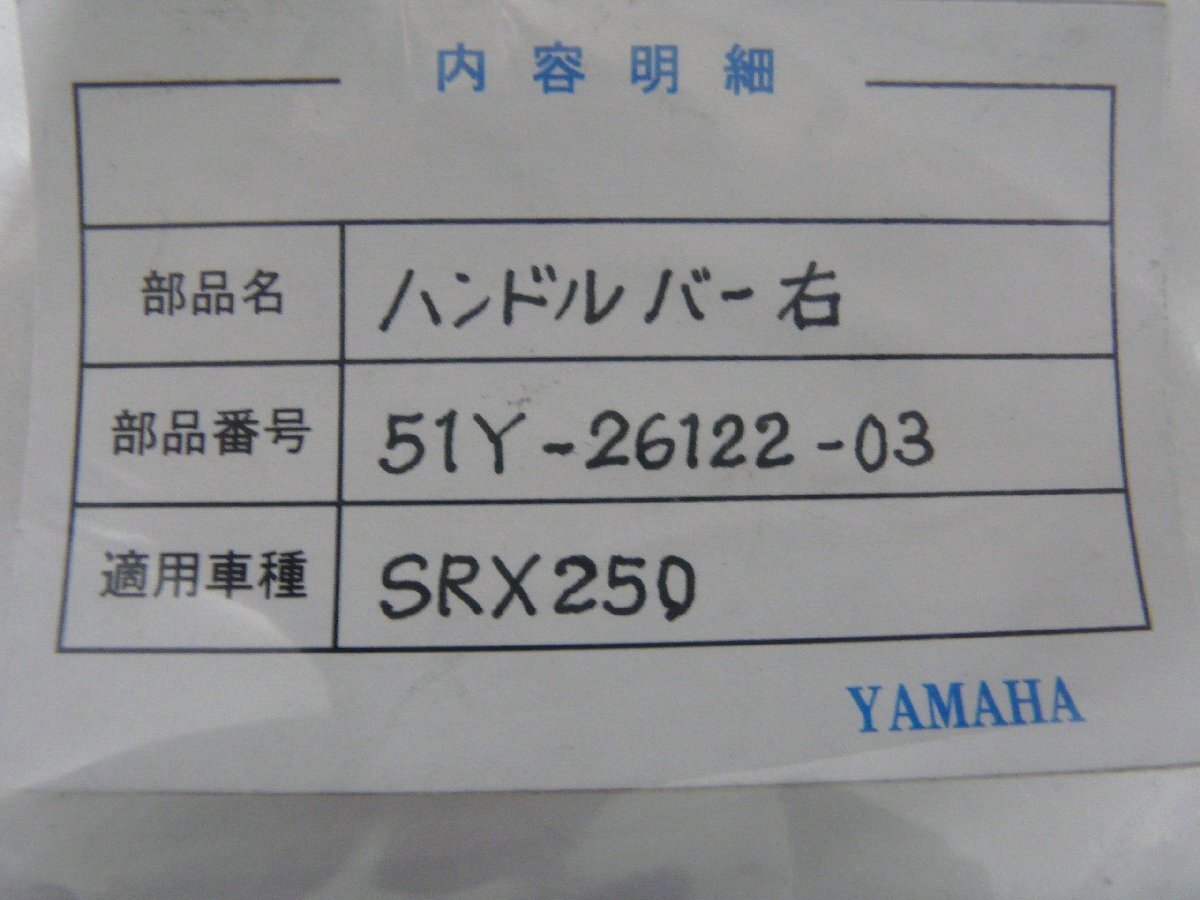 内容明細
部品名 ハンドルバー右
部品番号 51Y-26122-03
適用車種 SRX250
YAMAHA